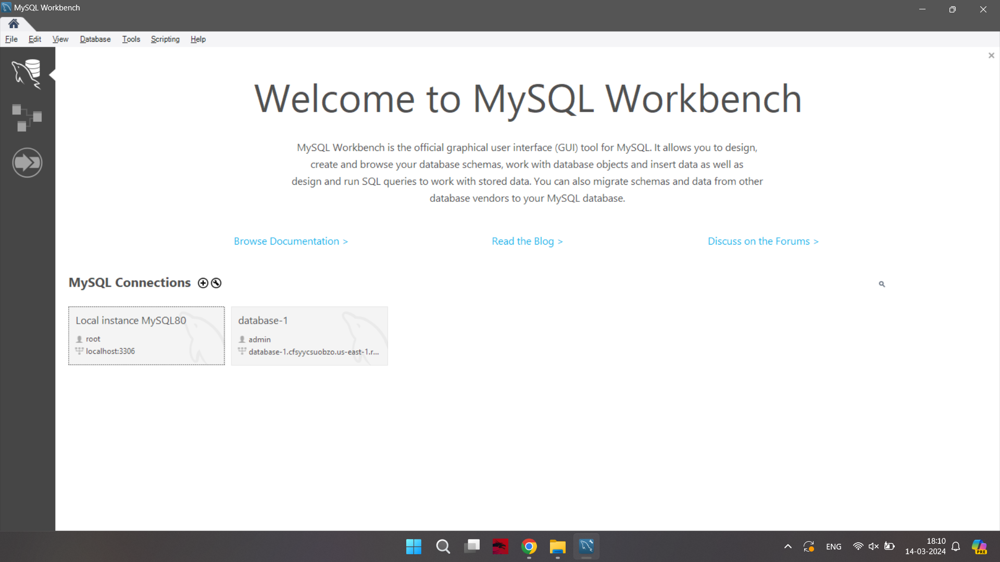 MySQL Workbench
File Edit View Database Tools Scripting Help
Welcome to MySQL Workbench
MySQL Workbench is the official graphical user interface (GUI) tool for MySQL. It allows you to design,
create and browse your database schemas, work with database objects and insert data as well as
design and run SQL queries to work with stored data. You can also migrate schemas and data from other
database vendors to your MySQL database.
Browse Documentation > Read the Blog > Discuss on the Forums >
MySQL Connections
Local instance MySQL80
root
localhost:3306
database-1
admin
database-1.cfsyycsuobzo.us-east-1.r...
ENG
18:10
14-03-2024
PRE